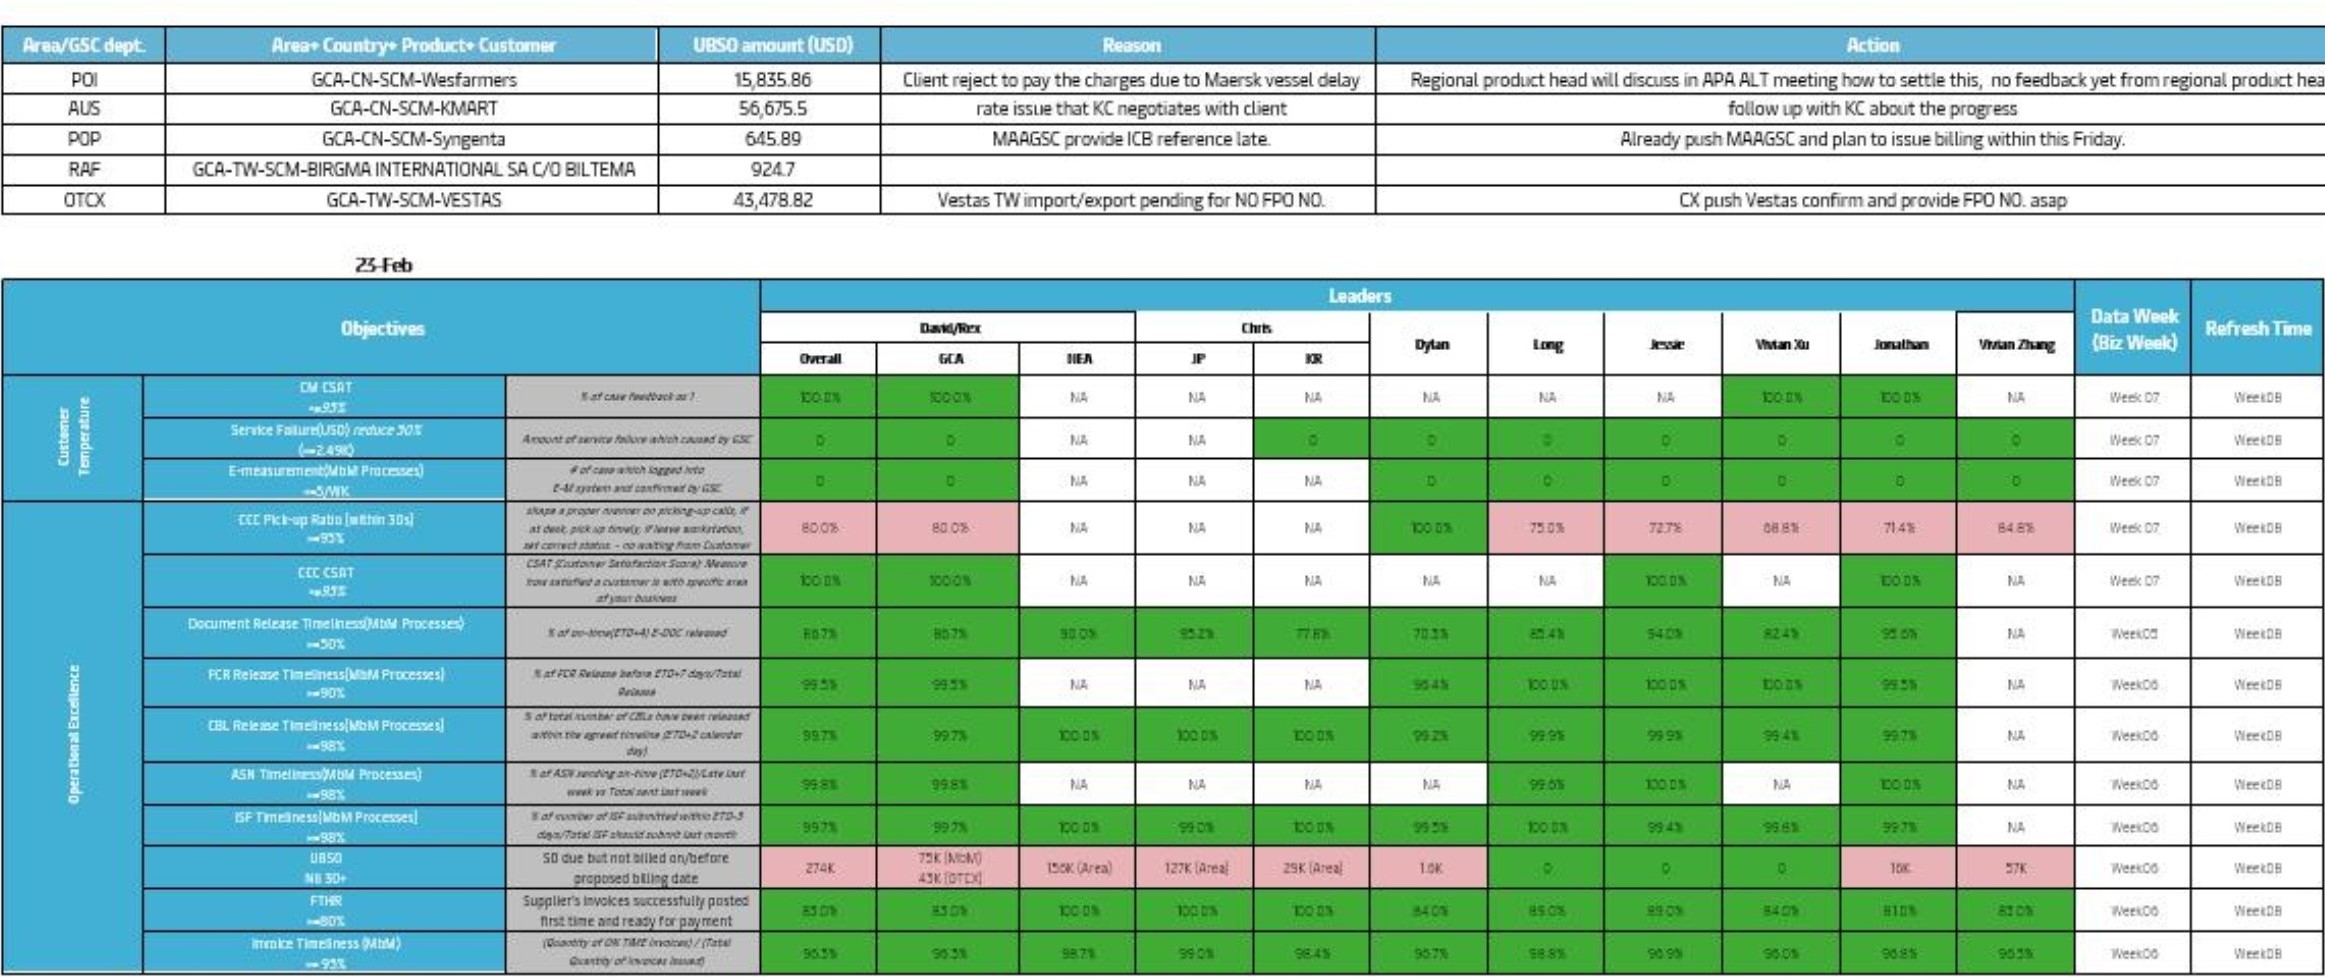 Area/GSC dept. Area+ Country+ Product+ Customer UBSO amount (USD) Reason Action
POI GCA-CN-SCM-Wesfarmers 15,835.86 Client reject to pay the charges due to Maersk vessel delay Regional product head will discuss in APA ALT meeting how to settle this, no feedback yet from regional product hea
AUS GCA-CN-SCM-KMART 56,675.5 rate issue that KC negotiates with client follow up with KC about the progress
POP GCA-CN-SCM-Syngenta 645.89 MAAGSC provide ICB reference late. Already push MAAGSC and plan to issue billing within this Friday.
RAF GCA-TW-SCM-BIRGMA INTERNATIONAL SA C/O BILTEMA 924.7
OTCX GCA-TW-SCM-VESTAS 43,478.82 Vestas TW import/export pending for NO FPO NO. CX push Vestas confirm and provide FPO NO. asap
23-Feb
Objectives Leaders Data Week (Biz Week) Refresh Time
David/Rex Chris Dylan Long Jessie Vivian Xu Jonathan Vivian Zhang
Overall GCA NEA JP KR
Customer Temperature
CM CSAT % of case feedback as 1 100.0% 100.0% NA NA NA NA NA NA 100.0% 100.0% NA Week 07 Week08
>=95%
Service Failure(USD) reduce 30% Amount of service failure which caused by GSC 0 0 NA NA 0 0 0 0 0 0 0 Week 07 Week08
(<=2.49K)
E-measurement(MbM Processes) # of case which logged into 0 0 NA NA NA 0 0 0 0 0 0 Week 07 Week08
<=5/WK E-M system and confirmed by GSC
Operational Excellence
CCC Pick-up Ratio [within 30s] shape a proper manner on picking-up calls, if 80.0% 80.0% NA NA NA 100.0% 75.0% 72.7% 68.8% 71.4% 84.8% Week 07 Week08
>=95% at desk, pick up timely, if leave workstation,
set correct status - no waiting from Customer
CCC CSAT CSAT (Customer Satisfaction Score): Measure 100.0% 100.0% NA NA NA NA NA 100.0% NA 100.0% NA Week 07 Week08
>=95% how satisfied a customer is with specific area
of your business
Document Release Timeliness(MbM Processes) % of on-time(ETD+4) E-DOC released 86.7% 86.7% 90.0% 95.2% 77.8% 70.3% 85.4% 94.0% 82.4% 95.6% NA Week05 Week08
>=50%
FCR Release Timeliness(MbM Processes) % of FCR Release before ETD+7 days/Total 99.5% 99.5% NA NA NA 96.4% 100.0% 100.0% 100.0% 99.5% NA Week06 Week08
>=90% Release
CBL Release Timeliness(MbM Processes) % of total number of CBLs have been released 99.7% 99.7% 100.0% 100.0% 100.0% 99.2% 99.9% 99.9% 99.4% 99.7% NA Week06 Week08
>=98% within the agreed timeline (ETD+2 calendar
day)
ASN Timeliness(MbM Processes) % of ASN sending on-time (ETD+2)/Late last 99.8% 99.8% NA NA NA NA 99.6% 100.0% NA 100.0% NA Week06 Week08
>=98% week vs Total sent last week
ISF Timeliness(MbM Processes) % of number of ISF submitted within ETD-3 99.7% 99.7% 100.0% 99.0% 100.0% 99.5% 100.0% 99.4% 99.8% 99.7% NA Week06 Week08
>=98% days/Total ISF should submit last month
UBSO SO due but not billed on/before 274K 75K (MbM) 156K (Area) 127K (Area) 29K (Area) 1.6K 0 0 0 16K 57K Week06 Week08
Nil 30+ proposed billing date 43K (OTCX)
FTHR Supplier's invoices successfully posted 83.0% 83.0% 100.0% 100.0% 100.0% 84.0% 89.0% 89.0% 84.0% 81.0% 83.0% Week06 Week08
>=80% first time and ready for payment
Invoice Timeliness (MbM) (Quantity of ON TIME invoices) / (Total 96.3% 96.3% 98.7% 99.0% 98.4% 96.7% 98.8% 96.9% 96.0% 96.8% 96.3% Week06 Week08
>=95% Quantity of invoices issued)